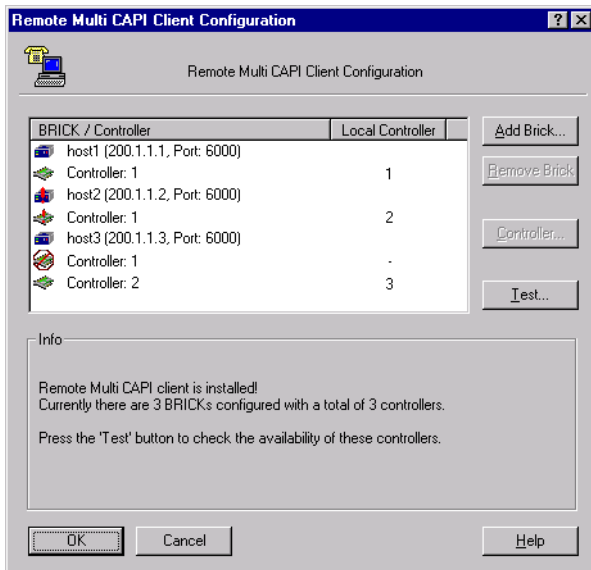 Remote Multi CAPI Client Configuration
Remote Multi CAPI Client Configuration
BRICK / Controller Local Controller
host1 (200.1.1.1, Port: 6000)
Controller: 1 1
host2 (200.1.1.2, Port: 6000)
Controller: 1 2
host3 (200.1.1.3, Port: 6000)
Controller: 1 -
Controller: 2 3
Add Brick...
Remove Brick
Controller...
Test...
Info
Remote Multi CAPI client is installed!
Currently there are 3 BRICKs configured with a total of 3 controllers.
Press the 'Test' button to check the availability of these controllers.
OK Cancel Help